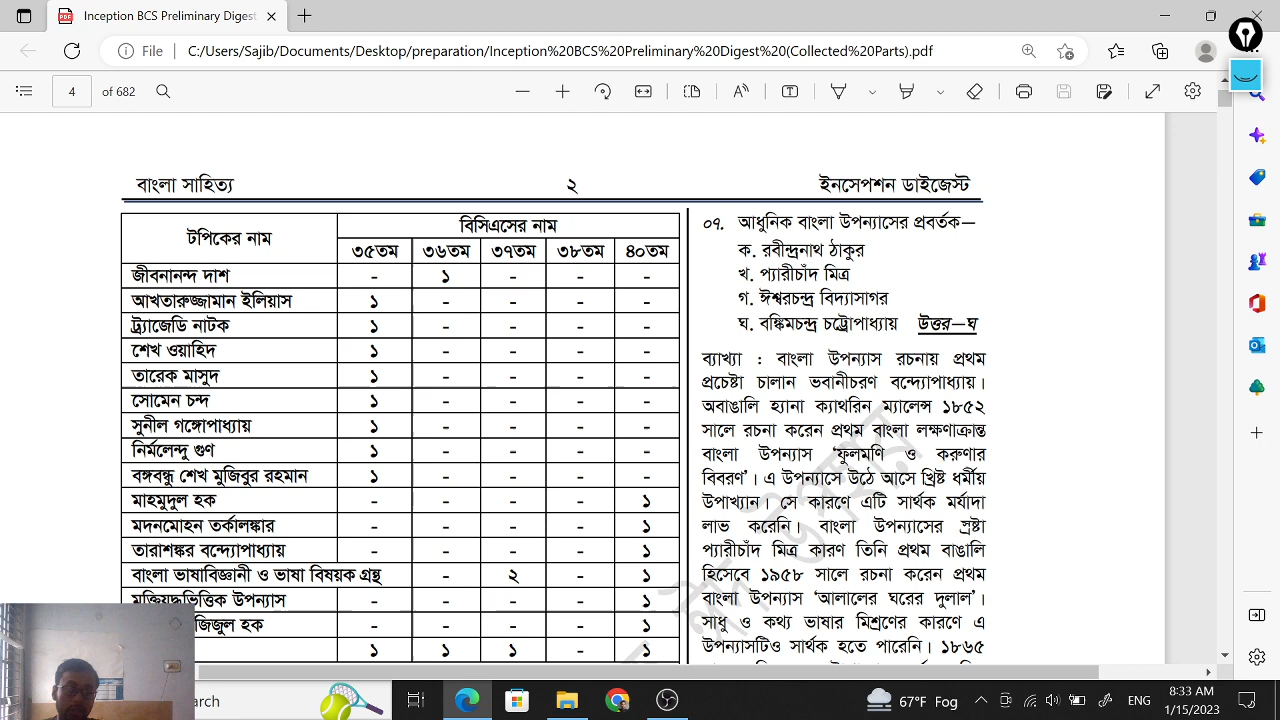 Inception BCS Preliminary Digest
File C:/Users/Sajib/Documents/Desktop/preparation/Inception%20BCS%20Preliminary%20Digest%20(Collected%20Parts).pdf
4 of 682
বাংলা সাহিত্য ২ ইনসেপশন ডাইজেস্ট
টপিকের নাম বিসিএসের নাম
৩৫তম ৩৬তম ৩৭তম ৩৮তম ৪০তম
জীবনানন্দ দাশ - ১ - - -
আখতারুজ্জামান ইলিয়াস ১ - - - -
ট্র্যাজেডি নাটক ১ - - - -
শেখ ওয়াহিদ ১ - - - -
তারেক মাসুদ ১ - - - -
সোমেন চন্দ ১ - - - -
সুনীল গঙ্গোপাধ্যায় ১ - - - -
নির্মলেন্দু গুণ ১ - - - -
বঙ্গবন্ধু শেখ মুজিবুর রহমান ১ - - - -
মাহমুদুল হক - - - - ১
মদনমোহন তর্কালঙ্কার - - - - ১
তারাশঙ্কর বন্দ্যোপাধ্যায় - - - - ১
বাংলা ভাষাবিজ্ঞানী ও ভাষা বিষয়ক গ্রন্থ - ২ - ১
মুক্তিযুদ্ধভিত্তিক উপন্যাস - - - - ১
জিজুল হক - - - - ১
১ ১ ১ - ১
০৭. আধুনিক বাংলা উপন্যাসের প্রবর্তক—
ক. রবীন্দ্রনাথ ঠাকুর
খ. প্যারীচাঁদ মিত্র
গ. ঈশ্বরচন্দ্র বিদ্যাসাগর
ঘ. বঙ্কিমচন্দ্র চট্রোপাধ্যায় উত্তর—ঘ
ব্যাখ্যা : বাংলা উপন্যাস রচনায় প্রথম
প্রচেষ্টা চালান ভবানীচরণ বন্দ্যোপাধ্যায়।
অবাঙালি হ্যানা ক্যাথরিন ম্যালেন্স ১৮৫২
সালে রচনা করেন প্রথম বাংলা লক্ষণাক্রান্ত
বাংলা উপন্যাস ‘ফুলমণি ও করুণার
বিবরণ’। এ উপন্যাসে উঠে আসে খ্রিষ্ট ধর্মীয়
উপাখ্যান। সে কারণে এটি সার্থক মর্যাদা
লাভ করেনি। বাংলা উপন্যাসের স্রষ্টা
প্যারীচাঁদ মিত্র কারণ তিনি প্রথম বাঙালি
হিসেবে ১৯৫৮ সালে রচনা করেন প্রথম
বাংলা উপন্যাস ‘আলালের ঘরের দুলাল’।
সাধু ও কথ্য ভাষার মিশ্রণের কারণে এ
উপন্যাসটিও সার্থক হতে পারেনি। ১৮৬৫
arch
67°F Fog ENG 8:33 AM
1/15/2023